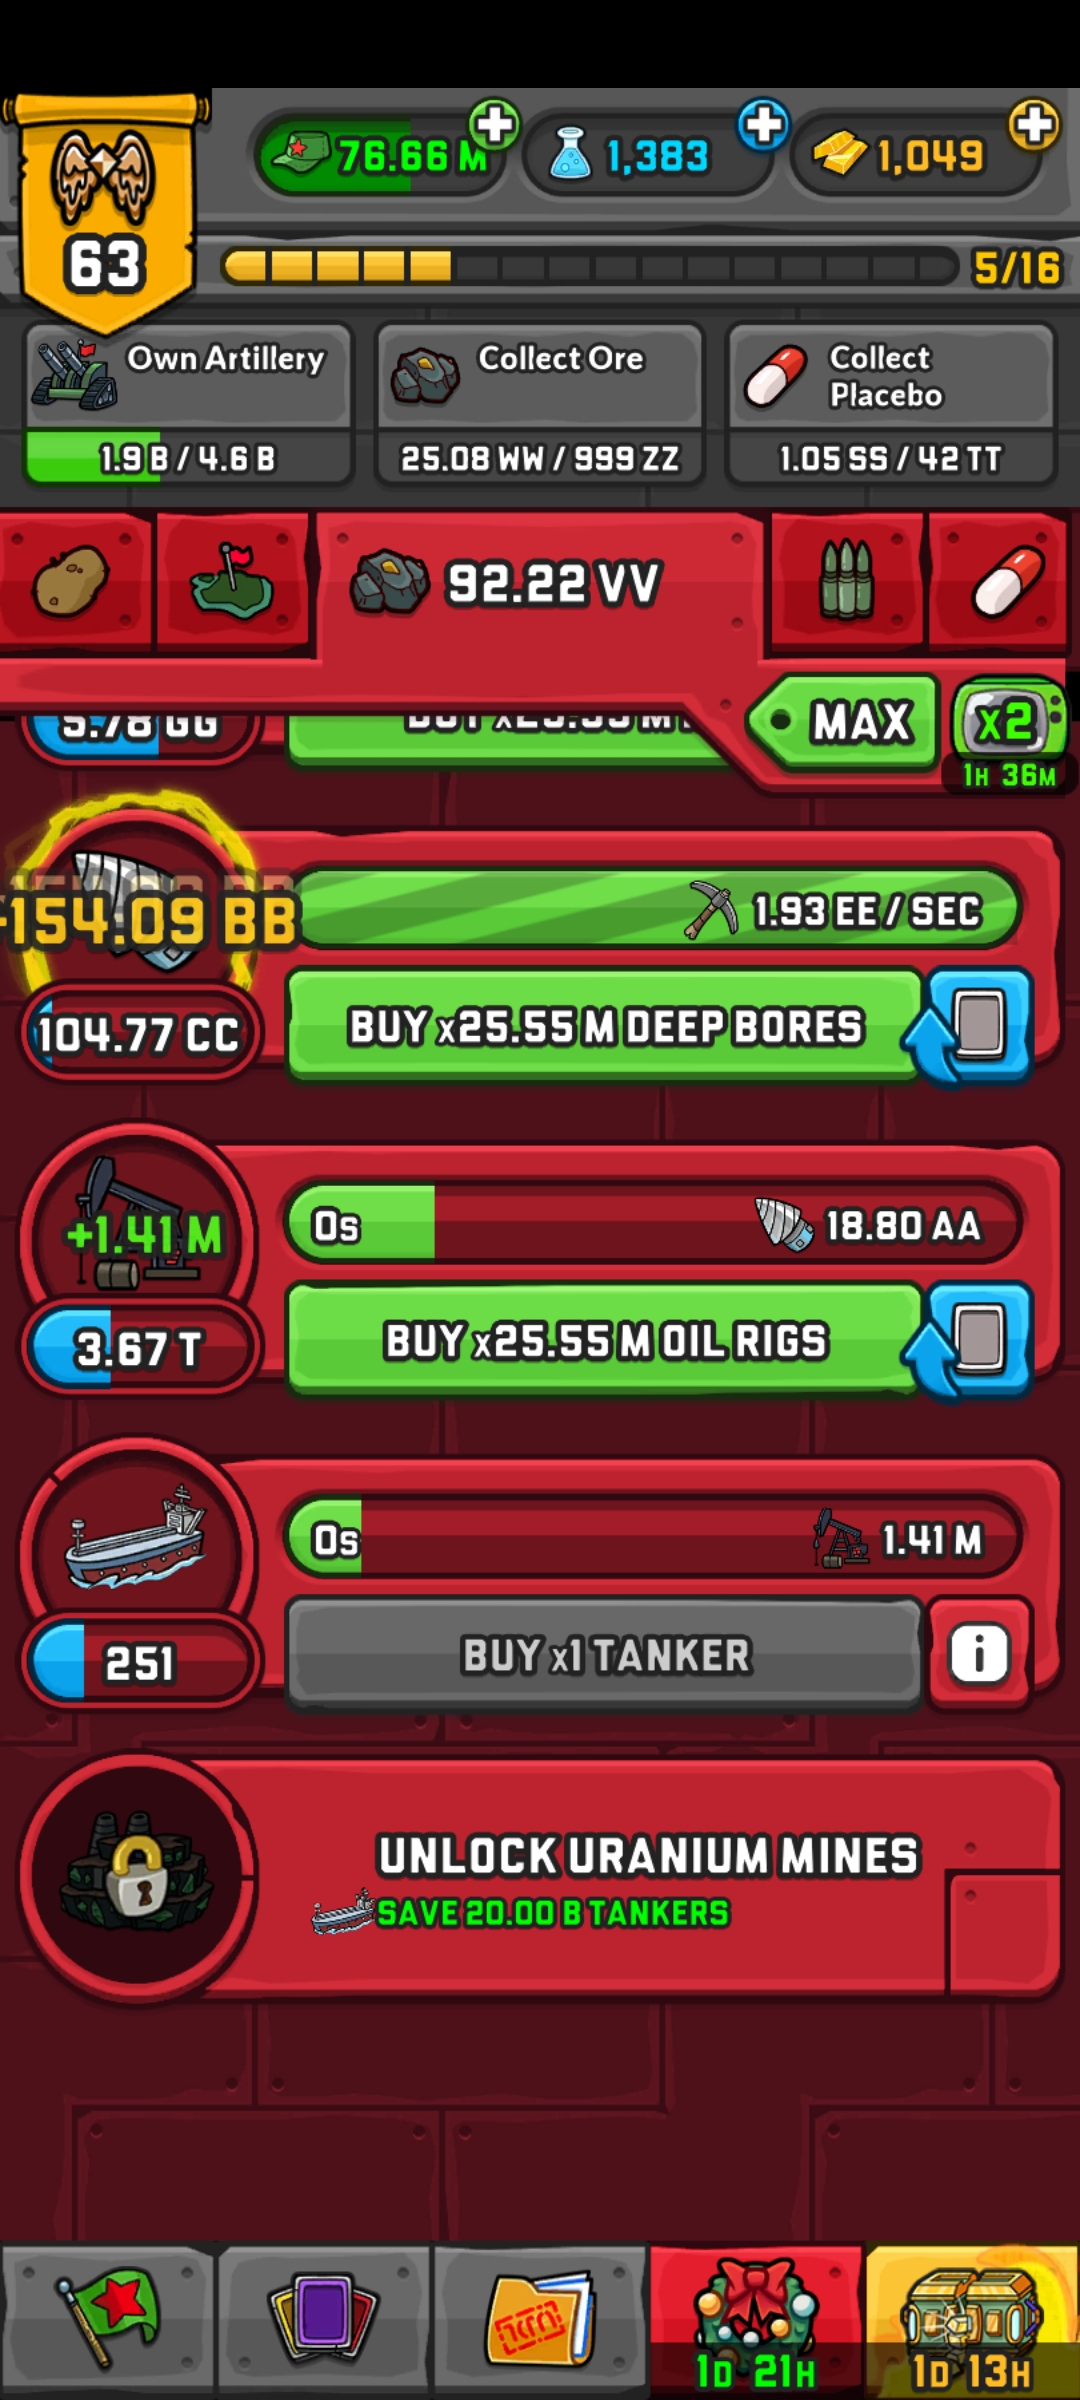 76.66 M
1,383
1,049
63
5/16
Own Artillery
1.9 B / 4.6 B
Collect Ore
25.08 WW / 999 ZZ
Collect
Placebo
1.05 SS / 42 TT
92.22 VV
MAX
x2
1H 36M
5.78 GG
-154.09 BB
1.93 EE / SEC
104.77 CC
BUY x25.55 M DEEP BORES
+1.41 M
0s
18.80 AA
3.67 T
BUY x25.55 M OIL RIGS
0s
1.41 M
251
BUY x1 TANKER
i
UNLOCK URANIUM MINES
SAVE 20.00 B TANKERS
1D 21H
1D 13H